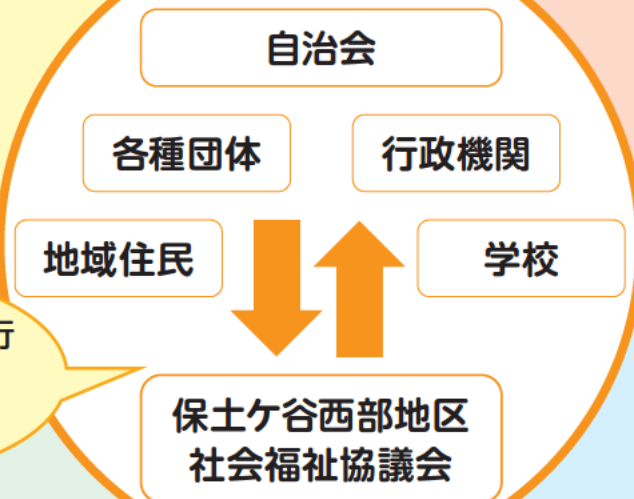 自治会
各種団体
行政機関
地域住民
学校
行
保土ケ谷西部地区
社会福祉協議会